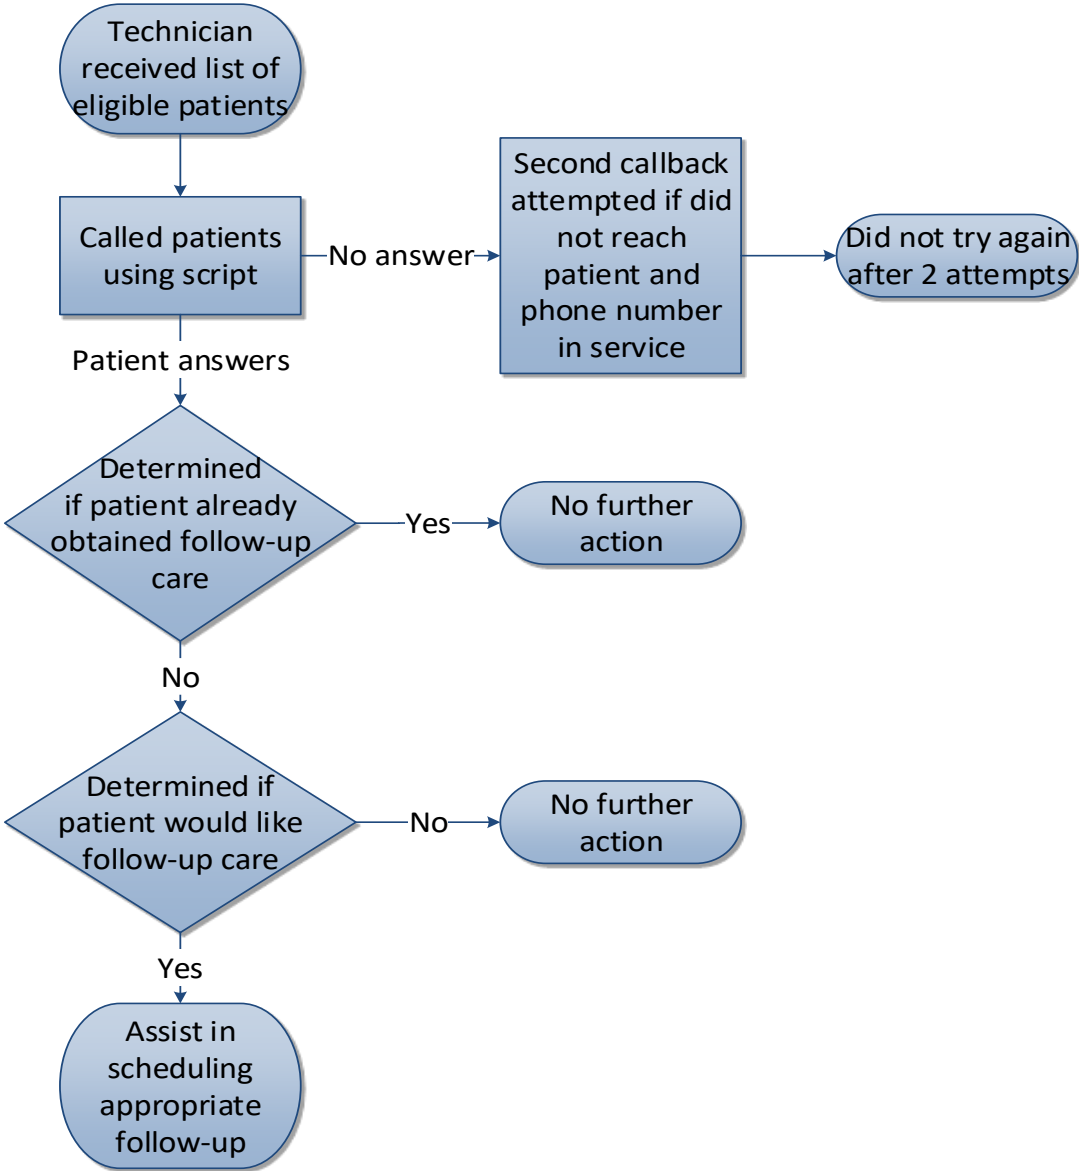 Technician
received list of
eligible patients
Called patients
using script
No answer
Second callback
attempted if did
not reach
patient and
phone number
in service
Did not try again
after 2 attempts
Patient answers
Determined
if patient already
obtained follow-up
care
Yes
No further
action
No
Determined if
patient would like
follow-up care
No
No further
action
Yes
Assist in
scheduling
appropriate
follow-up